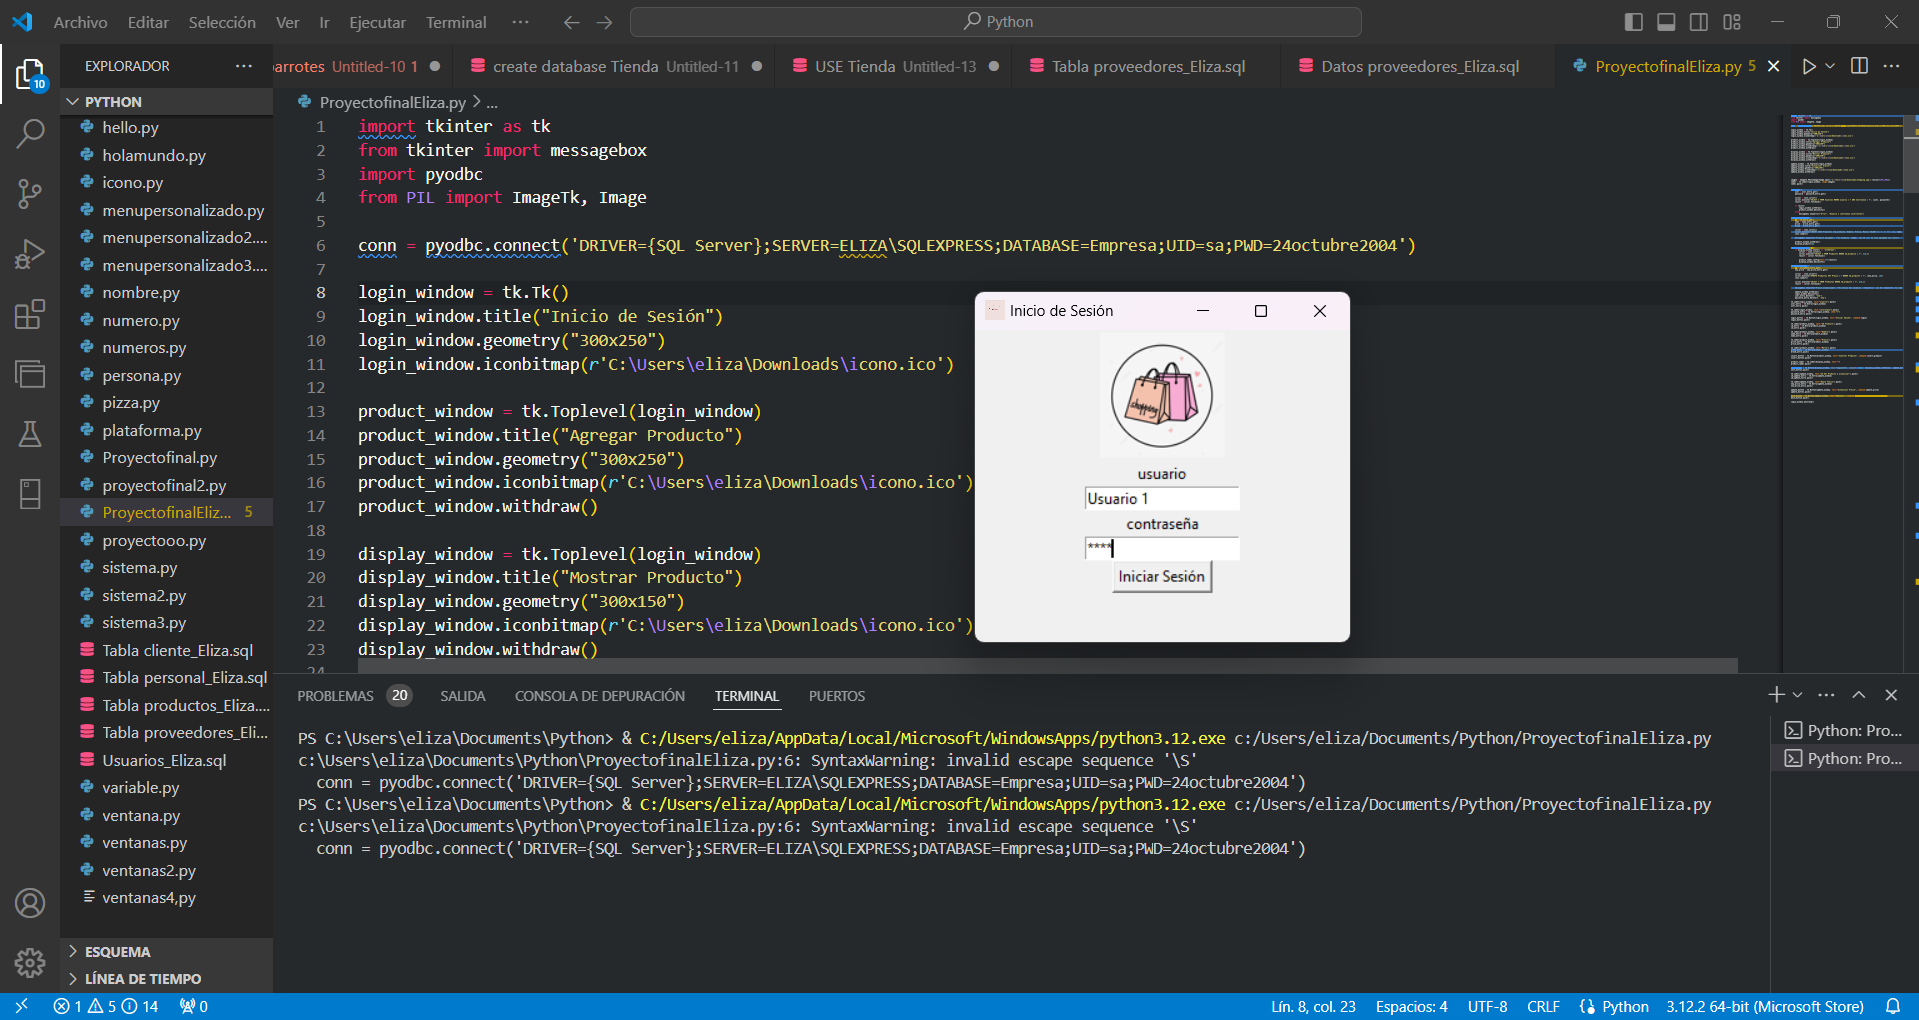 Archivo Editar Selección Ver Ir Ejecutar Terminal ··· Python
EXPLORADOR ···
arrotes Untitled-10 1
create database Tienda Untitled-11
USE Tienda Untitled-13
Tabla proveedores_Eliza.sql
Datos proveedores_Eliza.sql
ProyectofinalEliza.py 5
10
PYTHON
hello.py
holamundo.py
icono.py
menupersonalizado.py
menupersonalizado2....
menupersonalizado3....
nombre.py
numero.py
numeros.py
persona.py
pizza.py
plataforma.py
Proyectofinal.py
proyectofinal2.py
ProyectofinalEliz... 5
proyectooo.py
sistema.py
sistema2.py
sistema3.py
Tabla cliente_Eliza.sql
Tabla personal_Eliza.sql
Tabla productos_Eliza....
Tabla proveedores_Eli...
Usuarios_Eliza.sql
variable.py
ventana.py
ventanas.py
ventanas2.py
ventanas4,py
ESQUEMA
LÍNEA DE TIEMPO
ProyectofinalEliza.py > ...
1 import tkinter as tk
2 from tkinter import messagebox
3 import pyodbc
4 from PIL import ImageTk, Image
5
6 conn = pyodbc.connect('DRIVER={SQL Server};SERVER=ELIZA\SQLEXPRESS;DATABASE=Empresa;UID=sa;PWD=24octubre2004')
7
8 login_window = tk.Tk()
9 login_window.title("Inicio de Sesión")
10 login_window.geometry("300x250")
11 login_window.iconbitmap(r'C:\Users\eliza\Downloads\icono.ico')
12
13 product_window = tk.Toplevel(login_window)
14 product_window.title("Agregar Producto")
15 product_window.geometry("300x250")
16 product_window.iconbitmap(r'C:\Users\eliza\Downloads\icono.ico')
17 product_window.withdraw()
18
19 display_window = tk.Toplevel(login_window)
20 display_window.title("Mostrar Producto")
21 display_window.geometry("300x150")
22 display_window.iconbitmap(r'C:\Users\eliza\Downloads\icono.ico')
23 display_window.withdraw()
24
Inicio de Sesión
shopping
usuario
Usuario 1
contraseña
****
Iniciar Sesión
PROBLEMAS 20 SALIDA CONSOLA DE DEPURACIÓN TERMINAL PUERTOS
PS C:\Users\eliza\Documents\Python> & C:/Users/eliza/AppData/Local/Microsoft/WindowsApps/python3.12.exe c:/Users/eliza/Documents/Python/ProyectofinalEliza.py
c:\Users\eliza\Documents\Python\ProyectofinalEliza.py:6: SyntaxWarning: invalid escape sequence '\S'
conn = pyodbc.connect('DRIVER={SQL Server};SERVER=ELIZA\SQLEXPRESS;DATABASE=Empresa;UID=sa;PWD=24octubre2004')
PS C:\Users\eliza\Documents\Python> & C:/Users/eliza/AppData/Local/Microsoft/WindowsApps/python3.12.exe c:/Users/eliza/Documents/Python/ProyectofinalEliza.py
c:\Users\eliza\Documents\Python\ProyectofinalEliza.py:6: SyntaxWarning: invalid escape sequence '\S'
conn = pyodbc.connect('DRIVER={SQL Server};SERVER=ELIZA\SQLEXPRESS;DATABASE=Empresa;UID=sa;PWD=24octubre2004')
Python: Pro...
Python: Pro...
1 5 14 0
Lín. 8, col. 23 Espacios: 4 UTF-8 CRLF Python 3.12.2 64-bit (Microsoft Store)